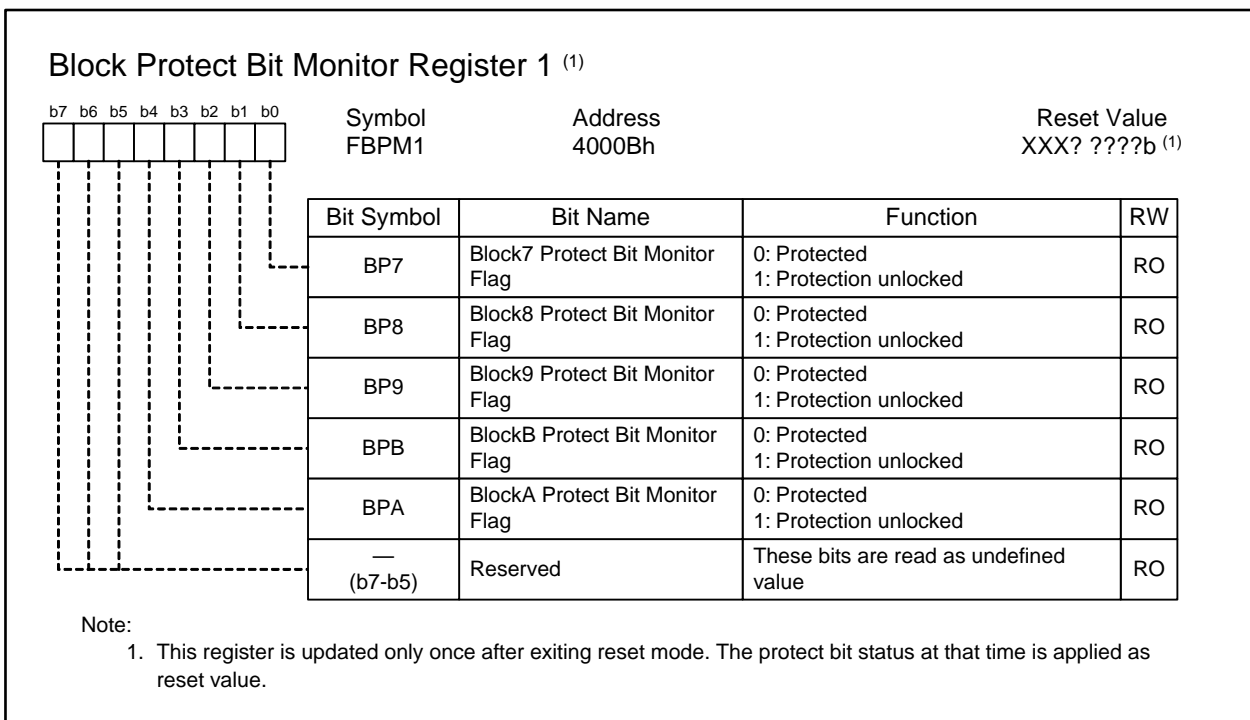 Block Protect Bit Monitor Register 1 (1)
b7 b6 b5 b4 b3 b2 b1 b0
Symbol Address Reset Value
FBPM1 4000Bh XXX? ????b (1)
Bit Symbol Bit Name Function RW
BP7 Block7 Protect Bit Monitor Flag 0: Protected RO
1: Protection unlocked
BP8 Block8 Protect Bit Monitor Flag 0: Protected RO
1: Protection unlocked
BP9 Block9 Protect Bit Monitor Flag 0: Protected RO
1: Protection unlocked
BPB BlockB Protect Bit Monitor Flag 0: Protected RO
1: Protection unlocked
BPA BlockA Protect Bit Monitor Flag 0: Protected RO
1: Protection unlocked
— (b7-b5) Reserved These bits are read as undefined value RO
Note:
1. This register is updated only once after exiting reset mode. The protect bit status at that time is applied as
reset value.